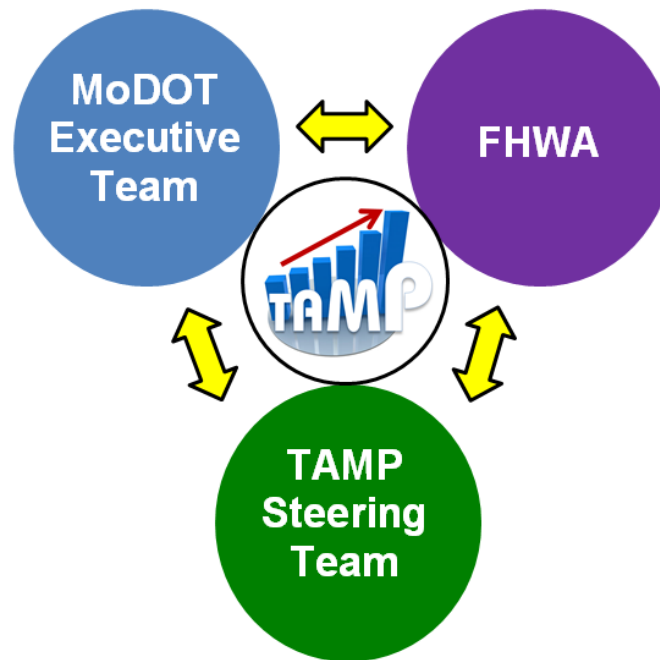 MoDOT
Executive
Team
FHWA
TAMP
TAMP
Steering
Team